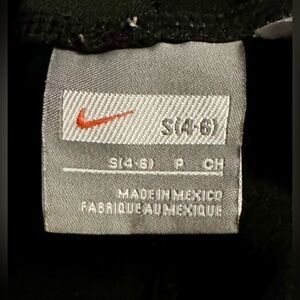 S(4-6)
S(4-6) P CH
MADE IN MEXICO
FABRIQUE AU MEXIQUE